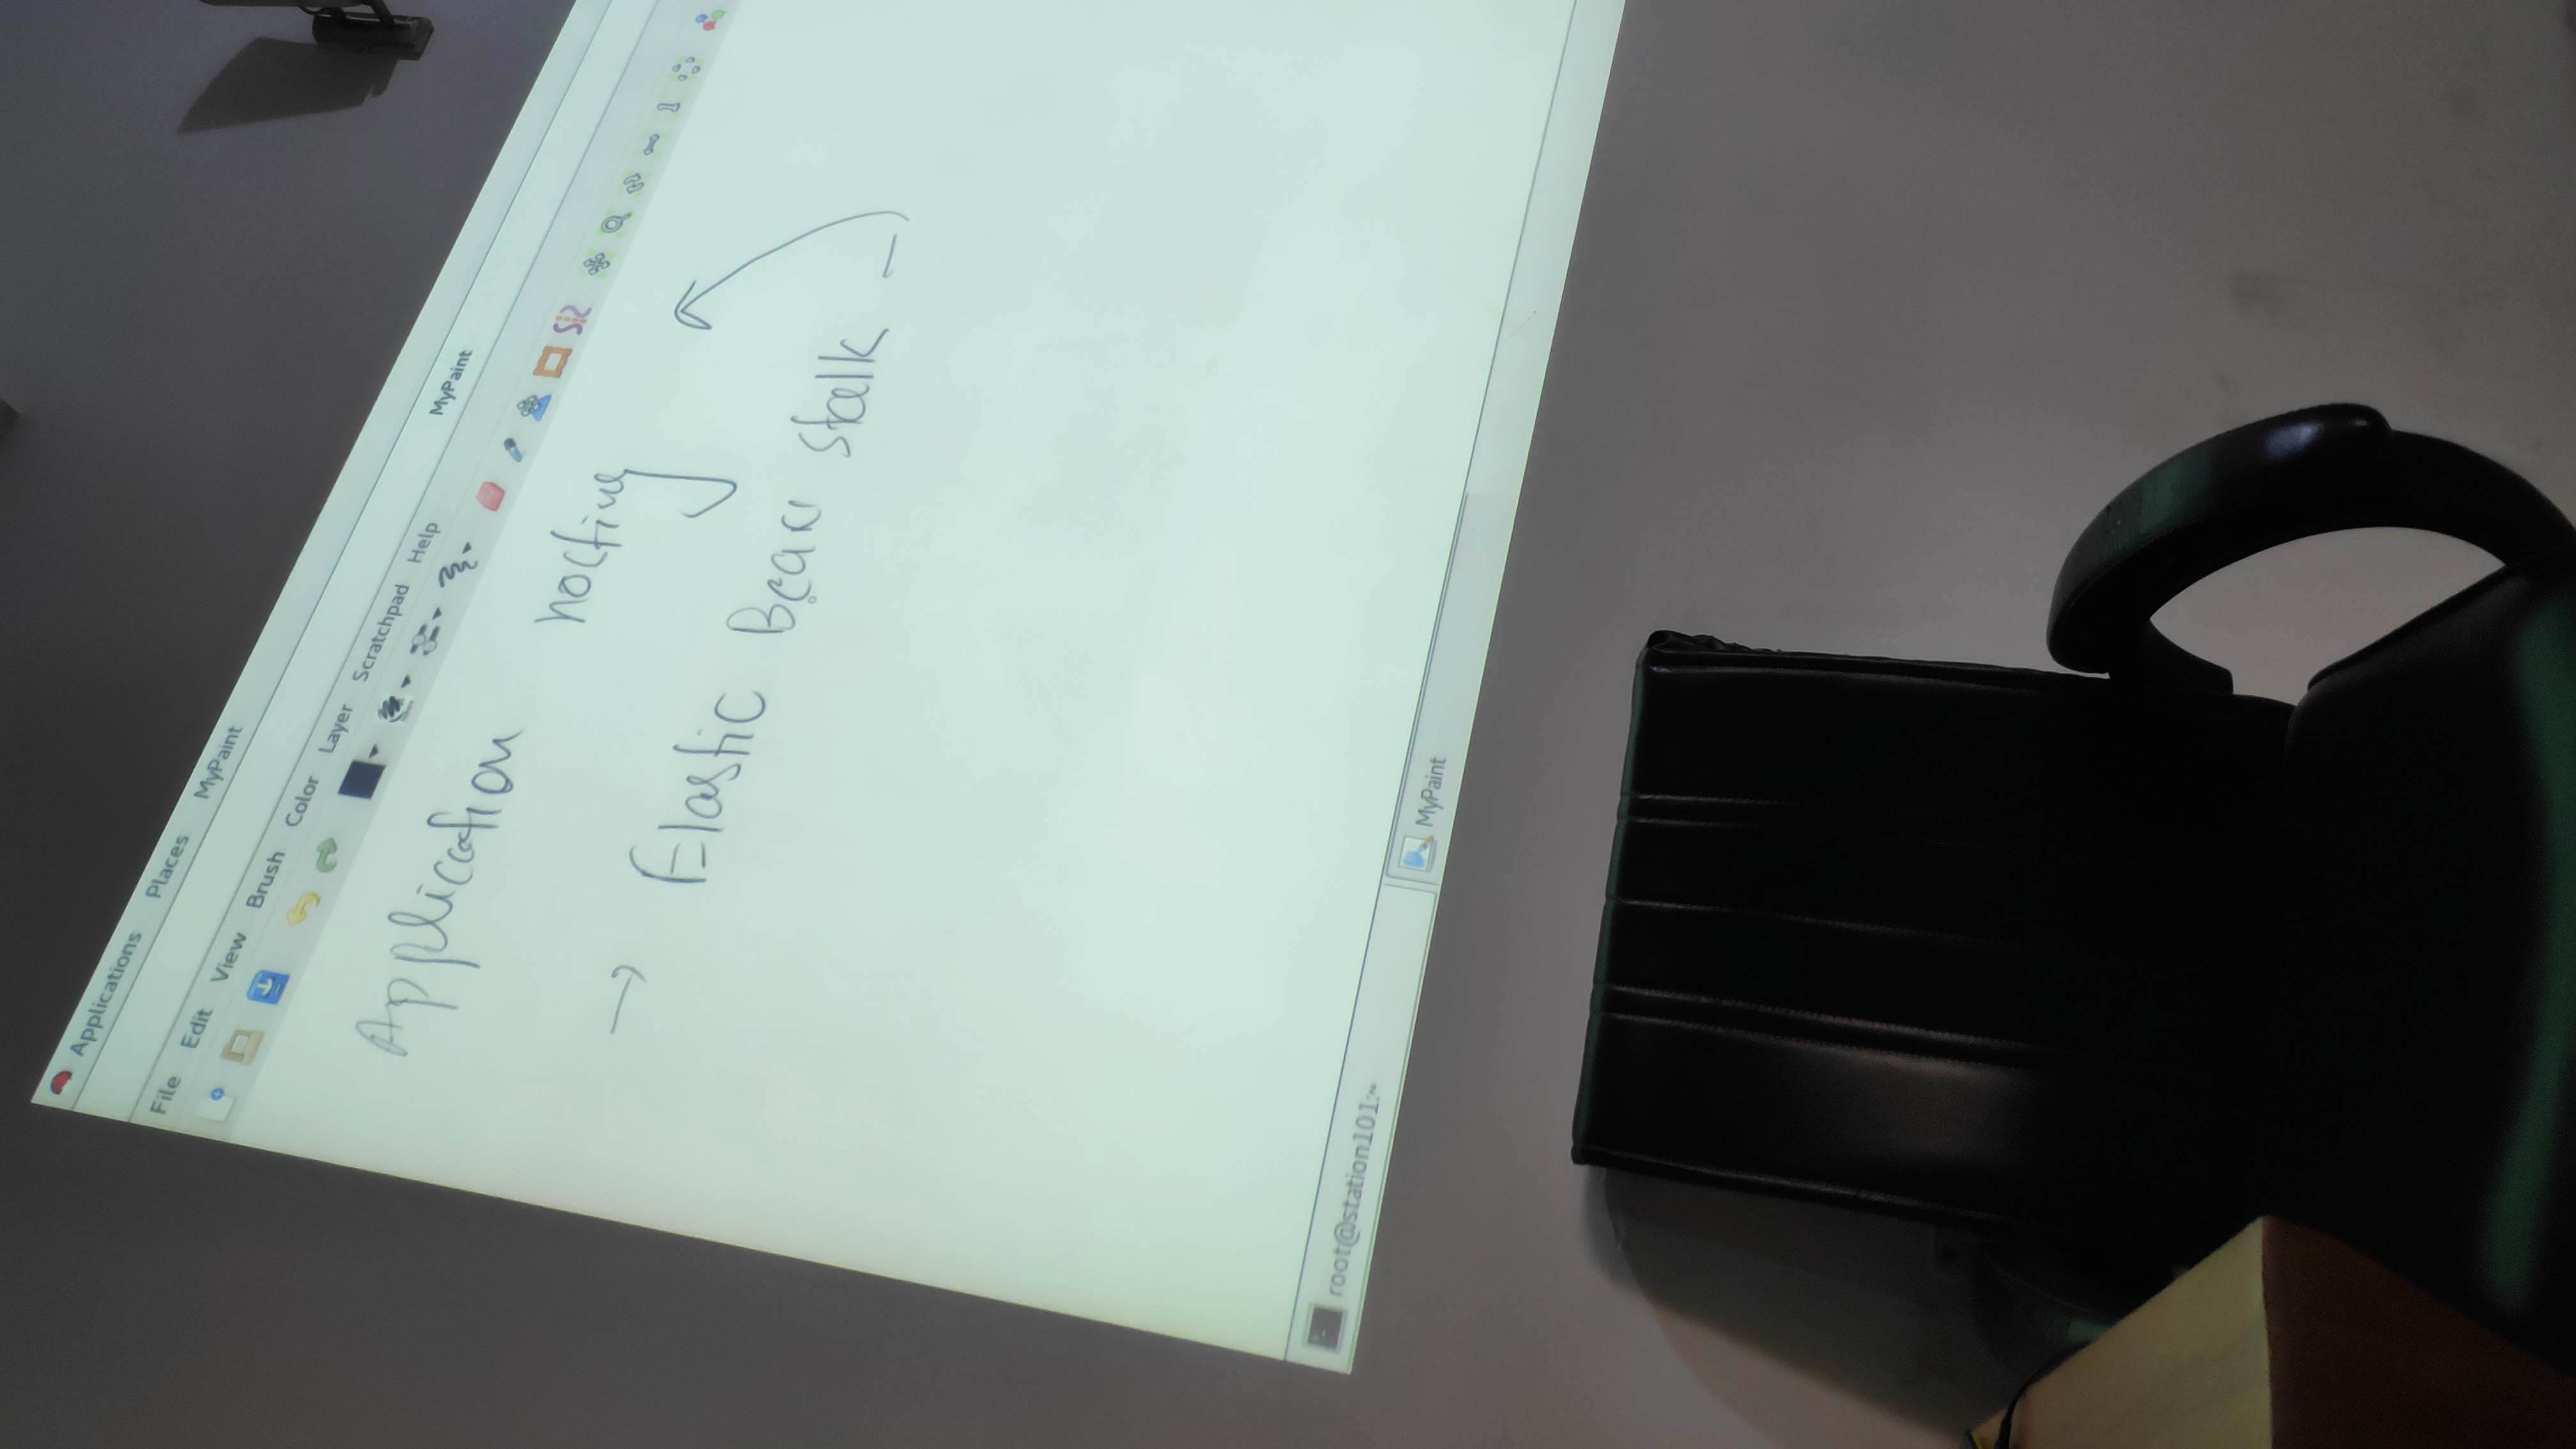 Applications Places MyPaint
MyPaint
File Edit View Brush Color Layer Scratchpad Help
Application hosting
→ Elastic Bean stalk -
root@station101:~ MyPaint